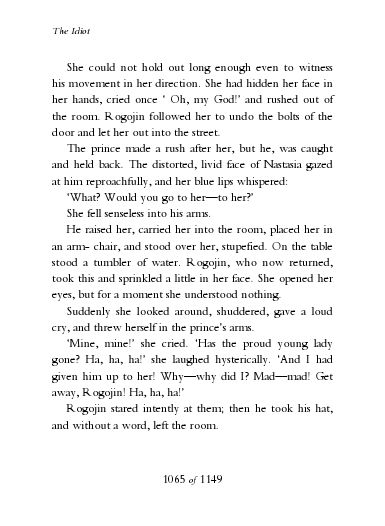 The Idiot
She could not hold out long enough even to witness
his movement in her direction. She had hidden her face in
her hands, cried once ‘ Oh, my God!’ and rushed out of
the room. Rogojin followed her to undo the bolts of the
door and let her out into the street.
The prince made a rush after her, but he, was caught
and held back. The distorted, livid face of Nastasia gazed
at him reproachfully, and her blue lips whispered:
‘What? Would you go to her—to her?’
She fell senseless into his arms.
He raised her, carried her into the room, placed her in
an arm- chair, and stood over her, stupefied. On the table
stood a tumbler of water. Rogojin, who now returned,
took this and sprinkled a little in her face. She opened her
eyes, but for a moment she understood nothing.
Suddenly she looked around, shuddered, gave a loud
cry, and threw herself in the prince’s arms.
‘Mine, mine!’ she cried. ‘Has the proud young lady
gone? Ha, ha, ha!’ she laughed hysterically. ‘And I had
given him up to her! Why—why did I? Mad—mad! Get
away, Rogojin! Ha, ha, ha!’
Rogojin stared intently at them; then he took his hat,
and without a word, left the room.
1065 of 1149